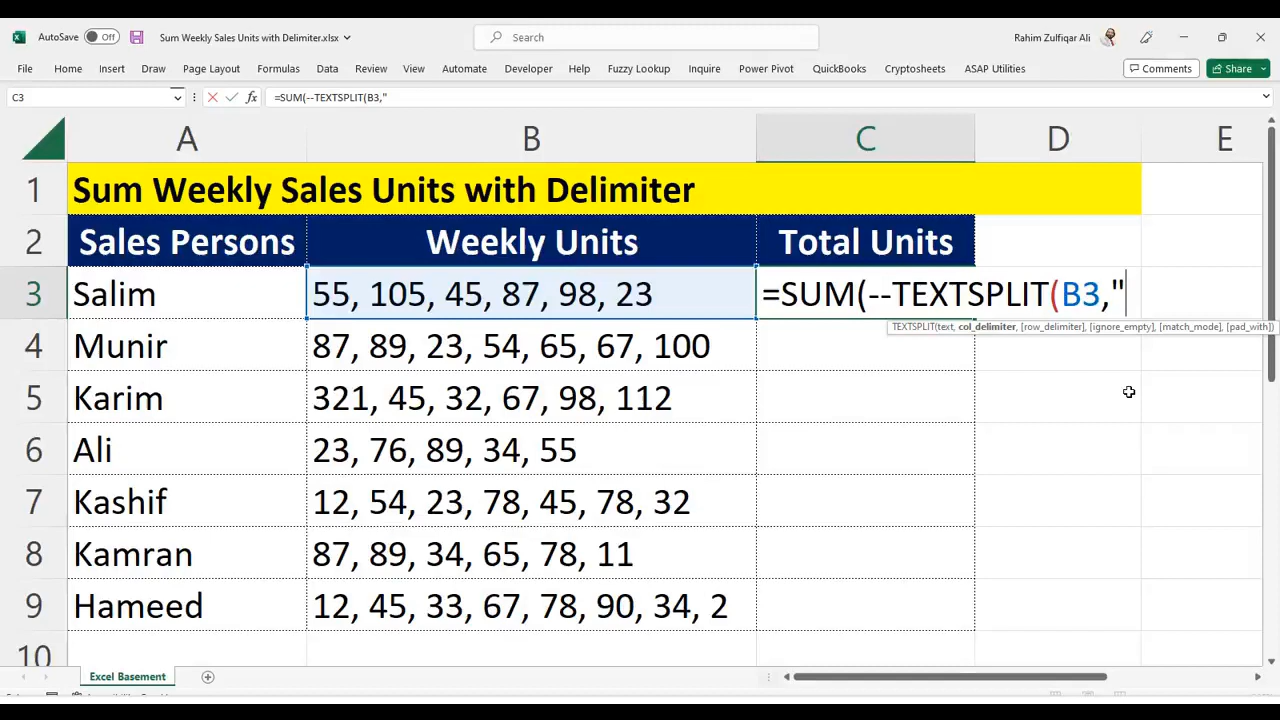 AutoSave Off Sum Weekly Sales Units with Delimiter.xlsx Search Rahim Zulfiqar Ali
File Home Insert Draw Page Layout Formulas Data Review View Automate Developer Help Fuzzy Lookup Inquire Power Pivot QuickBooks Cryptosheets ASAP Utilities Comments Share
C3 fx =SUM(--TEXTSPLIT(B3,"
A B C D E
1 Sum Weekly Sales Units with Delimiter
2 Sales Persons Weekly Units Total Units
3 Salim 55, 105, 45, 87, 98, 23 =SUM(--TEXTSPLIT(B3,"
TEXTSPLIT(text, col_delimiter, [row_delimiter], [ignore_empty], [match_mode], [pad_with])
4 Munir 87, 89, 23, 54, 65, 67, 100
5 Karim 321, 45, 32, 67, 98, 112
6 Ali 23, 76, 89, 34, 55
7 Kashif 12, 54, 23, 78, 45, 78, 32
8 Kamran 87, 89, 34, 65, 78, 11
9 Hameed 12, 45, 33, 67, 78, 90, 34, 2
10
Excel Basement